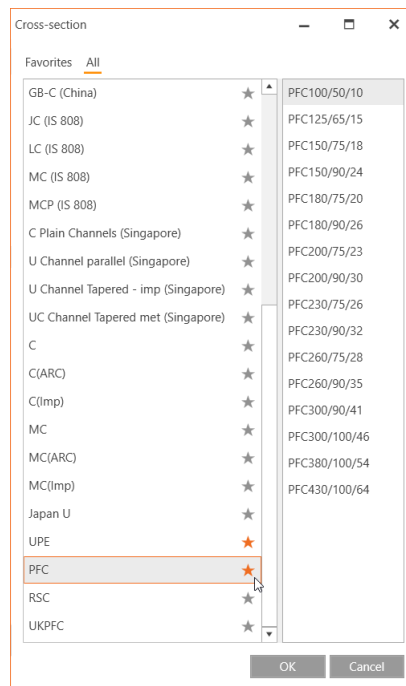 Cross-section
Favorites All
GB-C (China)
JC (IS 808)
LC (IS 808)
MC (IS 808)
MCP (IS 808)
C Plain Channels (Singapore)
U Channel parallel (Singapore)
U Channel Tapered - imp (Singapore)
UC Channel Tapered met (Singapore)
C
C(ARC)
C(Imp)
MC
MC(ARC)
MC(Imp)
Japan U
UPE
PFC
RSC
UKPFC
PFC100/50/10
PFC125/65/15
PFC150/75/18
PFC150/90/24
PFC180/75/20
PFC180/90/26
PFC200/75/23
PFC200/90/30
PFC230/75/26
PFC230/90/32
PFC260/75/28
PFC260/90/35
PFC300/90/41
PFC300/100/46
PFC380/100/54
PFC430/100/64
OK Cancel